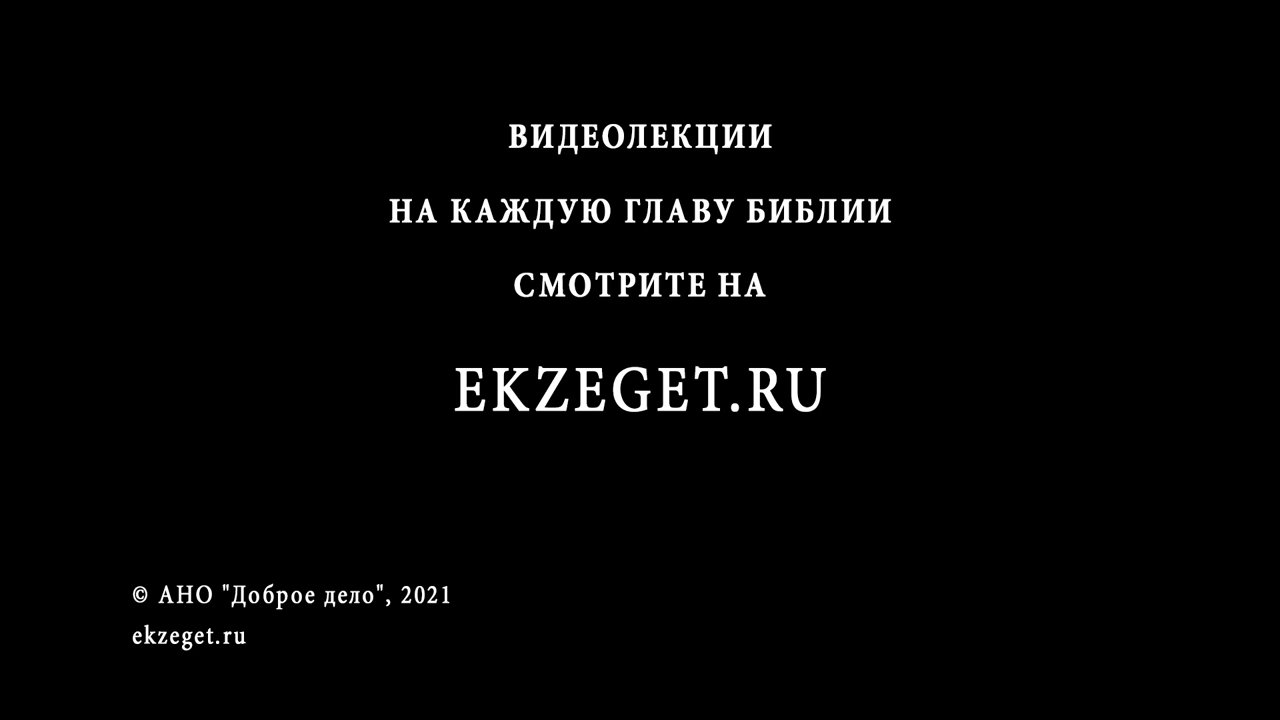 ВИДЕОЛЕКЦИИ
НА КАЖДУЮ ГЛАВУ БИБЛИИ
СМОТРИТЕ НА
EKZEGET.RU
© АНО "Доброе дело", 2021
ekzeget.ru